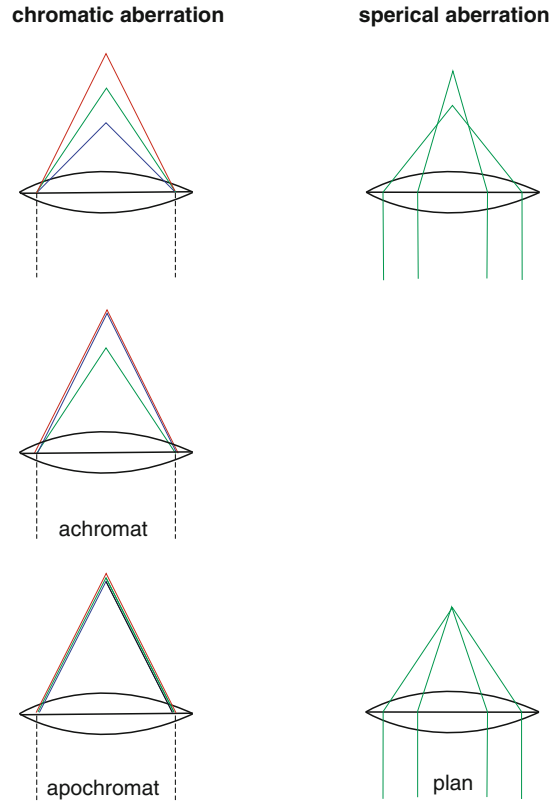 chromatic aberration
sperical aberration
achromat
apochromat
plan